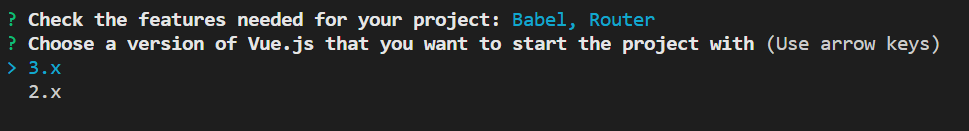 ? Check the features needed for your project: Babel, Router
? Choose a version of Vue.js that you want to start the project with (Use arrow keys)
> 3.x
2.x